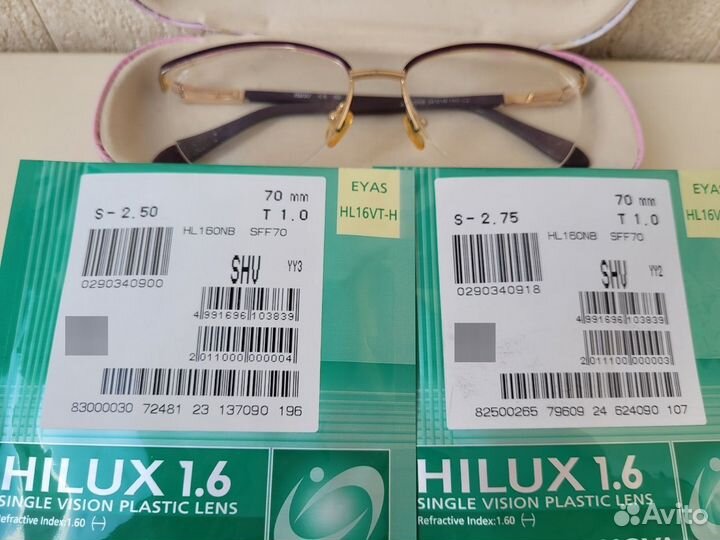 70 mm
S- 2.50 T 1.0
HL160NB SFF70
SHV YY3
0290340900
4 991696 103839
2 011000 000004
83000030 72481 23 137090 196
EYAS
HL16VT-H
HILUX 1.6
SINGLE VISION PLASTIC LENS
Refractive Index:1.60 (—)
70 mm
S- 2.75 T 1.0
HL160NB SFF70
SHV YY2
0290340918
4 991696 103839
2 011100 000003
82500265 79609 24 624090 107
EYAS
HILUX 1.6
SINGLE VISION PLASTIC LENS
Refractive Index:1.60 (—)
Avito